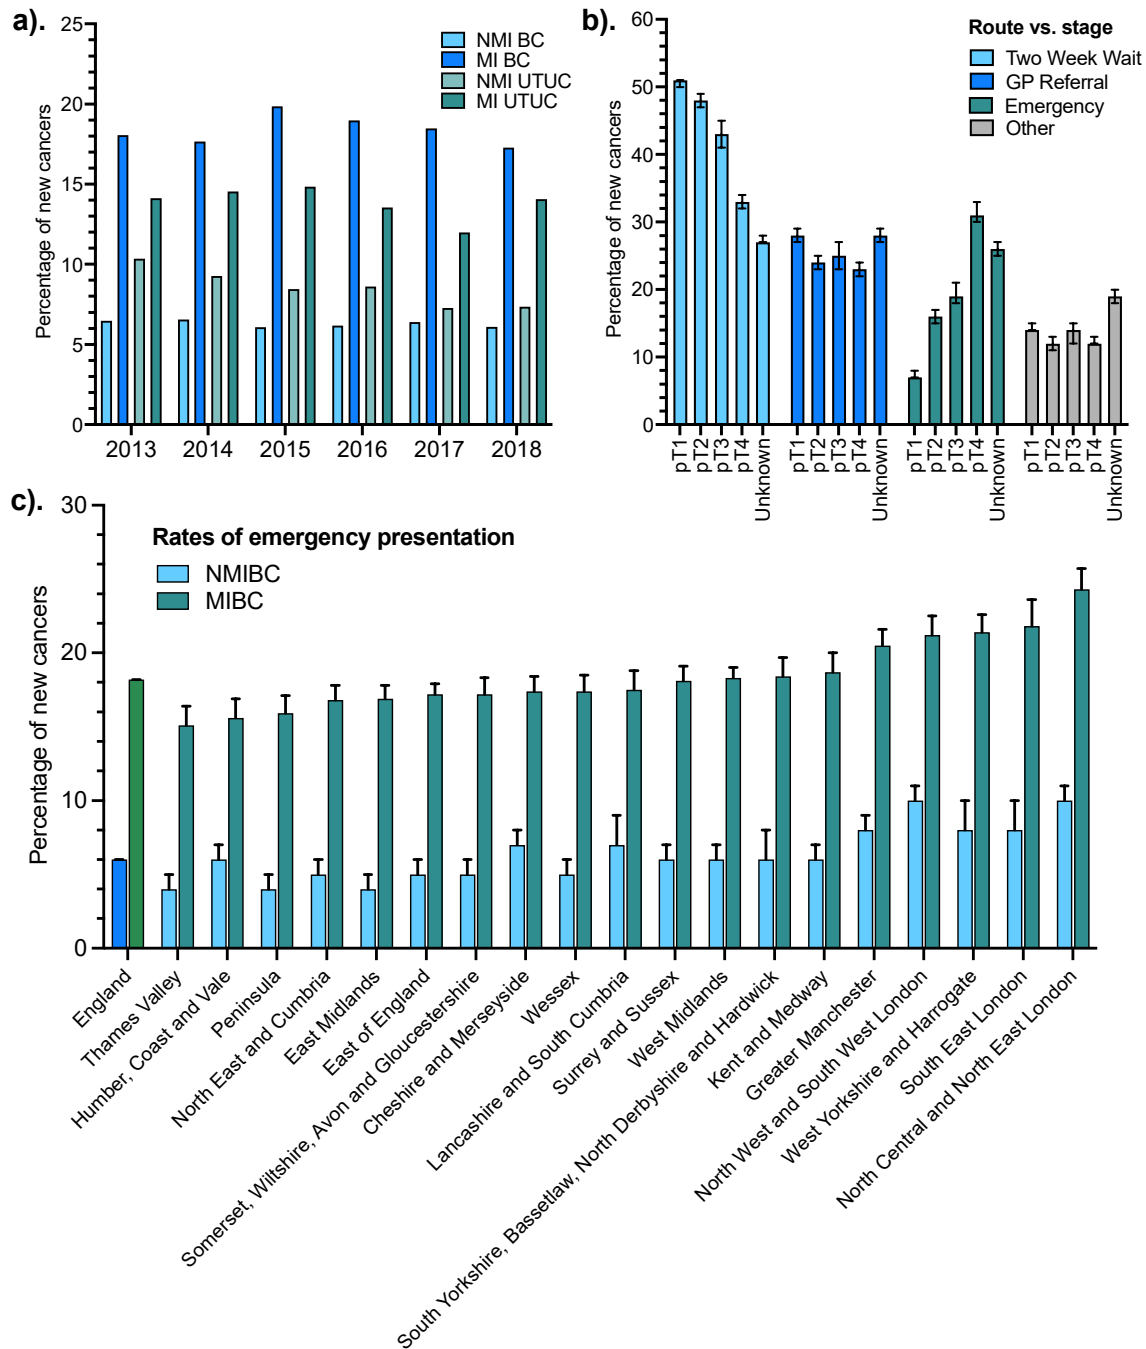 a).
Percentage of new cancers
25
20
15
10
5
0
2013 2014 2015 2016 2017 2018
NMI BC
MI BC
NMI UTUC
MI UTUC
b).
Percentage of new cancers
60
50
40
30
20
10
0
Route vs. stage
Two Week Wait
GP Referral
Emergency
Other
pT1 pT2 pT3 pT4 Unknown pT1 pT2 pT3 pT4 Unknown pT1 pT2 pT3 pT4 Unknown pT1 pT2 pT3 pT4 Unknown
c).
Percentage of new cancers
30
20
10
0
Rates of emergency presentation
NMIBC
MIBC
England
Thames Valley
Humber, Coast and Vale
Peninsula
North East and Cumbria
East Midlands
East of England
Somerset, Wiltshire, Avon and Gloucestershire
Cheshire and Merseyside
Wessex
Lancashire and South Cumbria
Surrey and Sussex
West Midlands
South Yorkshire, Bassetlaw, North Derbyshire and Hardwick
Kent and Medway
Greater Manchester
North West and South West London
West Yorkshire and Harrogate
South East London
North Central and North East London